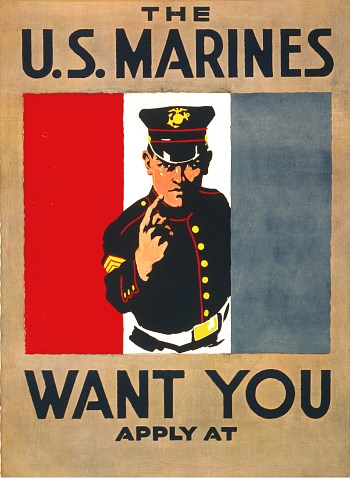 THE
U.S. MARINES
WANT YOU
APPLY AT